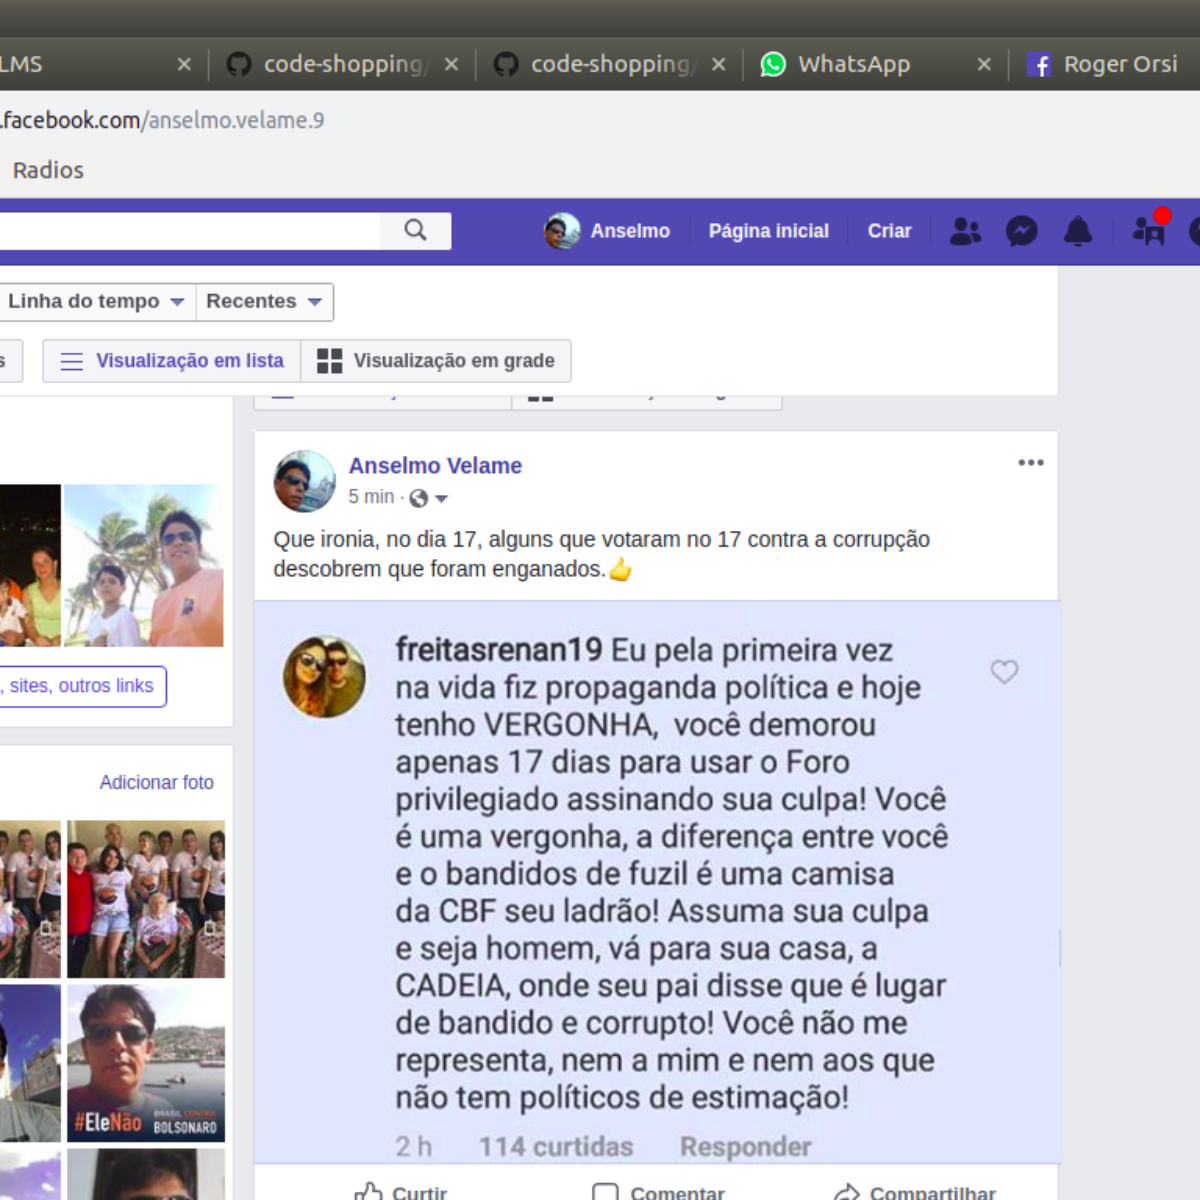 LMS
code-shopping/
code-shopping/
WhatsApp
Roger Orsi
.facebook.com/anselmo.velame.9
Radios
Anselmo
Página inicial
Criar
Linha do tempo
Recentes
s
Visualização em lista
Visualização em grade
Anselmo Velame
5 min ·
Que ironia, no dia 17, alguns que votaram no 17 contra a corrupção
descobrem que foram enganados.👍
, sites, outros links
Adicionar foto
freitasrenan19 Eu pela primeira vez
na vida fiz propaganda política e hoje
tenho VERGONHA, você demorou
apenas 17 dias para usar o Foro
privilegiado assinando sua culpa! Você
é uma vergonha, a diferença entre você
e o bandidos de fuzil é uma camisa
da CBF seu ladrão! Assuma sua culpa
e seja homem, vá para sua casa, a
CADEIA, onde seu pai disse que é lugar
de bandido e corrupto! Você não me
representa, nem a mim e nem aos que
não tem políticos de estimação!
2 h 114 curtidas Responder
#EleNão
BRASIL CONTRA
BOLSONARO
Curtir
Comentar
Compartilhar